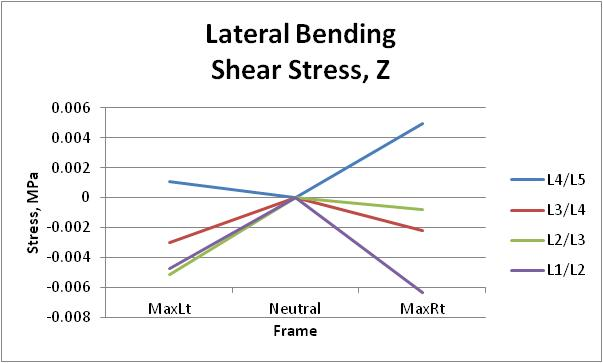 Lateral Bending
Shear Stress, Z
0.006
0.004
0.002
0
-0.002
-0.004
-0.006
-0.008
Stress, MPa
MaxLt Neutral MaxRt
Frame
L4/L5
L3/L4
L2/L3
L1/L2